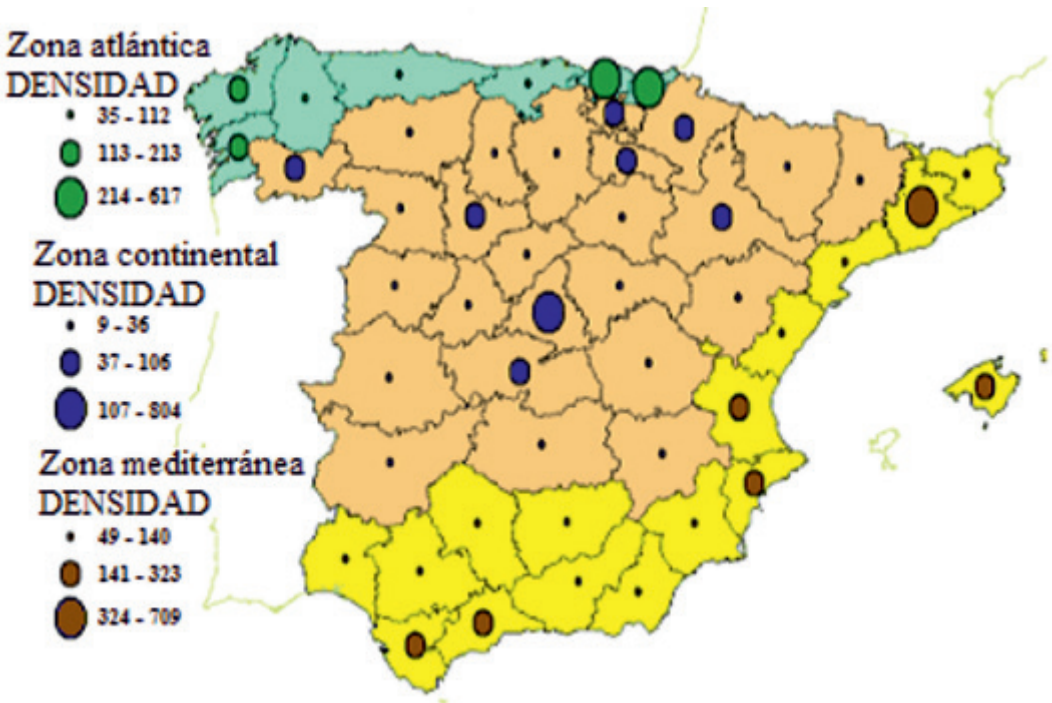 Zona atlántica
DENSIDAD
35 - 112
113 - 213
214 - 617
Zona continental
DENSIDAD
9 - 36
37 - 106
107 - 804
Zona mediterránea
DENSIDAD
49 - 140
141 - 323
324 - 709